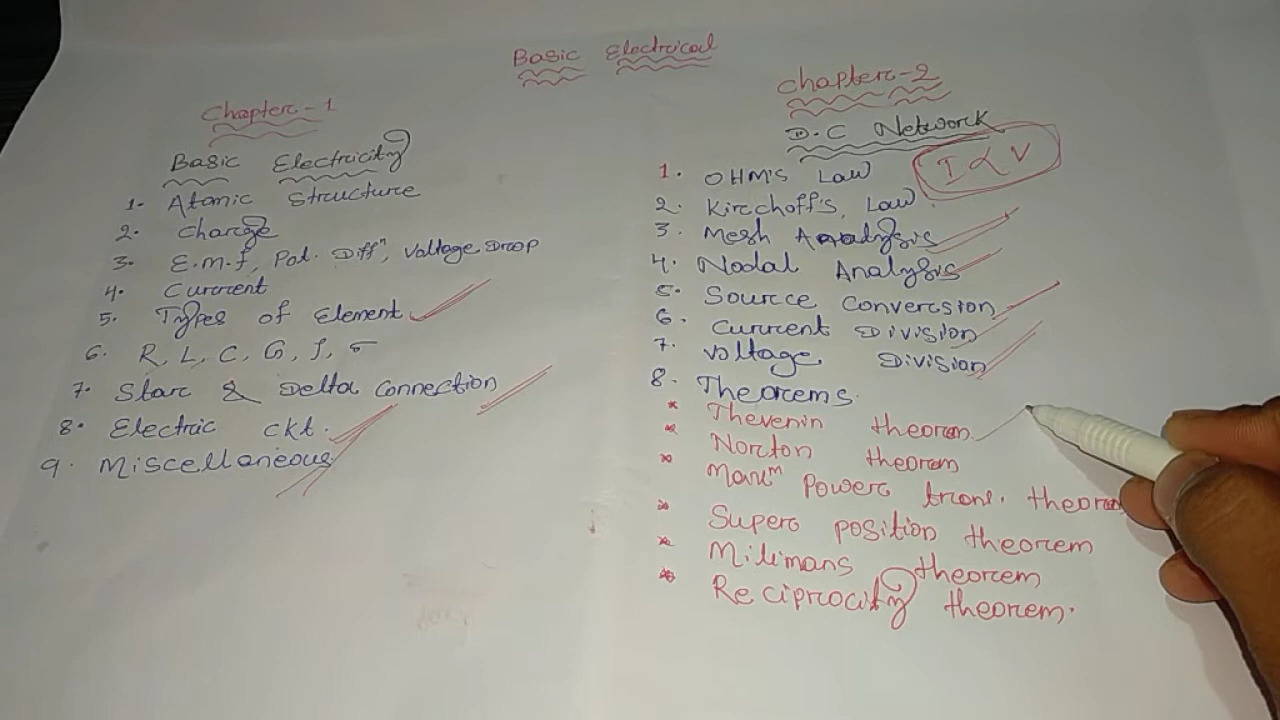 Basic Electrical
Chapter-1
Basic Electricity
1. Atomic Structure
2. Charge
3. E.m.f, Pot. Diffⁿ, Voltage Drop
4. Current
5. Types of Element
6. R, L, C, G, ρ, σ
7. Star & Delta Connection
8. Electric ckt.
9. Miscellaneous
Chapter-2
D.C Network
I ∝ V
1. OHM'S Law
2. Kirchoff's Law
3. Mesh Analysis
4. Nodal Analysis
5. Source Conversion
6. Current Division
7. Voltage Division
8. Theorems
* Thevenin theorem
* Norton theorem
* Maxᵐ Power trans. theorem
* Super position theorem
* Milimans theorem
* Reciprocity theorem.